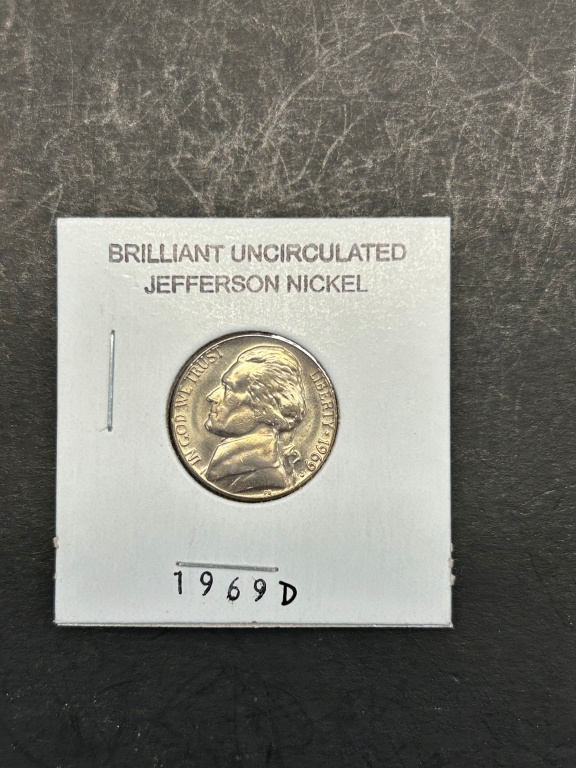 BRILLIANT UNCIRCULATED
JEFFERSON NICKEL
IN GOD WE TRUST
LIBERTY ★ 1969
1969 D